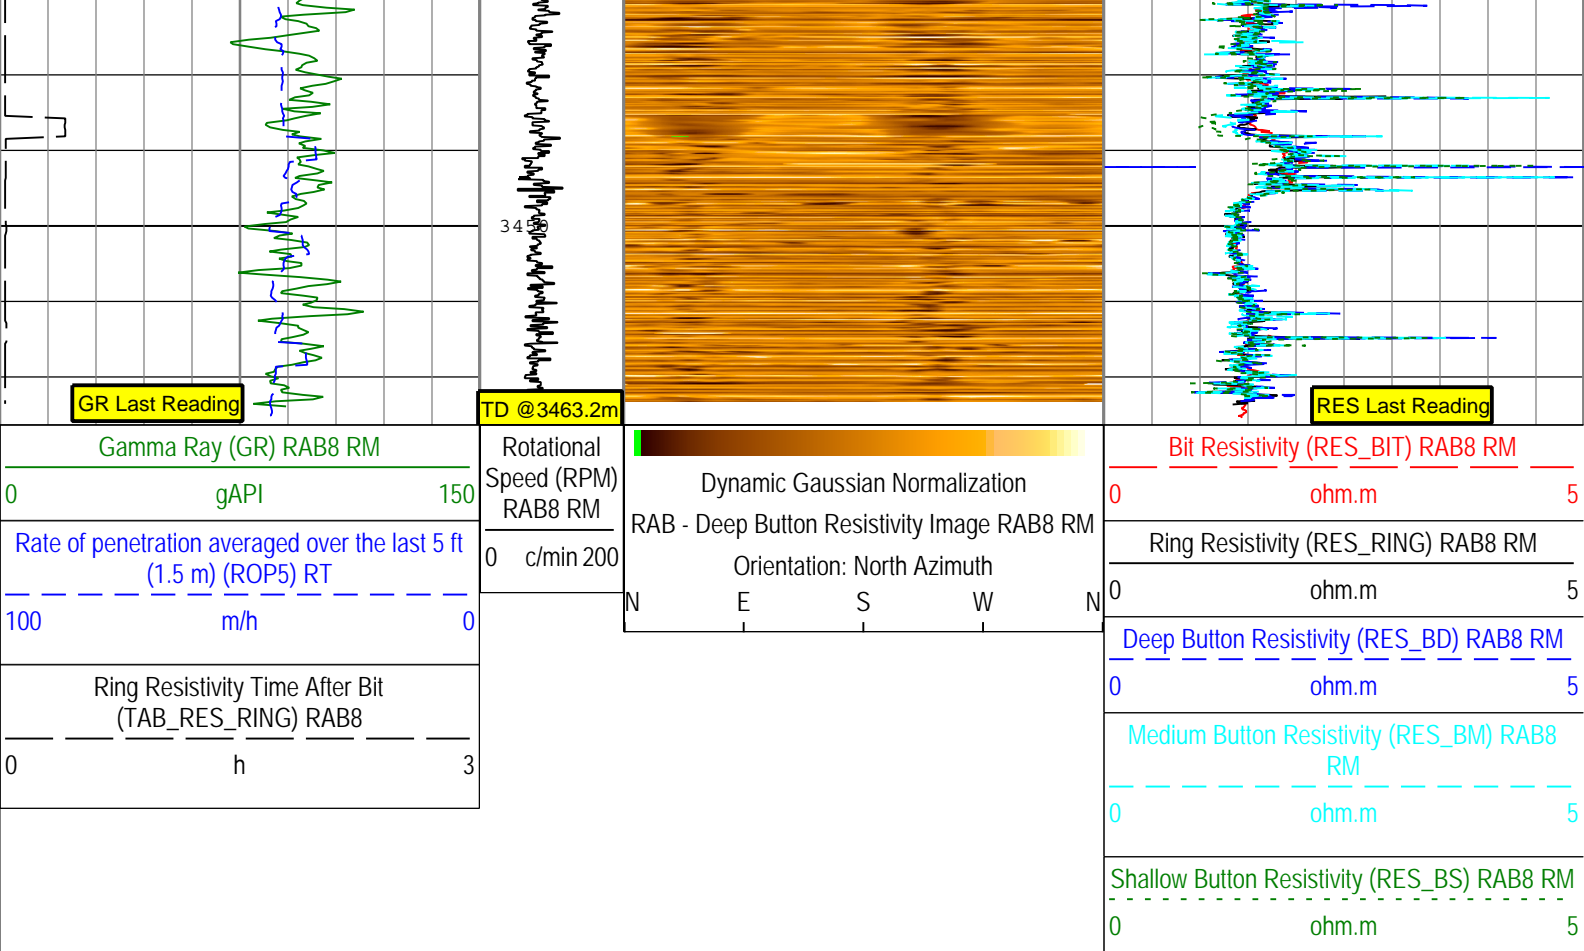 3450
GR Last Reading
TD @3463.2m
RES Last Reading
Gamma Ray (GR) RAB8 RM
0 gAPI 150
Rate of penetration averaged over the last 5 ft
(1.5 m) (ROP5) RT
100 m/h 0
Ring Resistivity Time After Bit
(TAB_RES_RING) RAB8
0 h 3
Rotational
Speed (RPM)
RAB8 RM
0 c/min 200
Dynamic Gaussian Normalization
RAB - Deep Button Resistivity Image RAB8 RM
Orientation: North Azimuth
N E S W N
Bit Resistivity (RES_BIT) RAB8 RM
0 ohm.m 5
Ring Resistivity (RES_RING) RAB8 RM
0 ohm.m 5
Deep Button Resistivity (RES_BD) RAB8 RM
0 ohm.m 5
Medium Button Resistivity (RES_BM) RAB8
RM
0 ohm.m 5
Shallow Button Resistivity (RES_BS) RAB8 RM
0 ohm.m 5